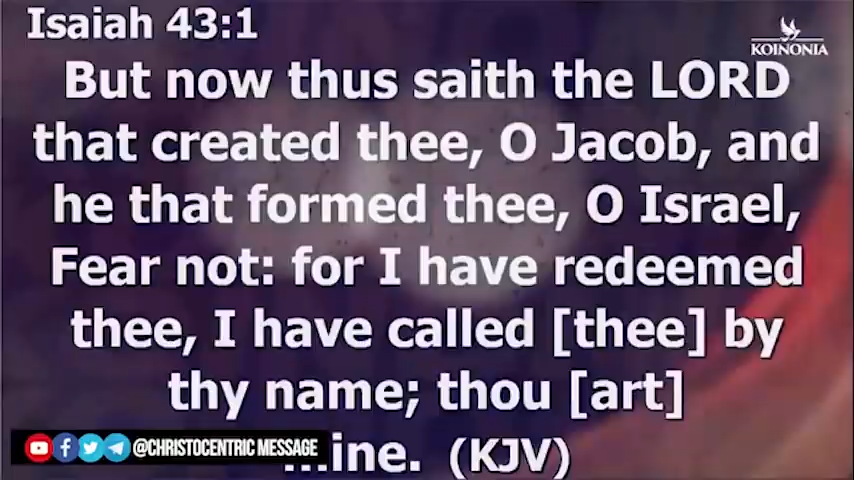 Isaiah 43:1
KOINONIA
But now thus saith the LORD
that created thee, O Jacob, and
he that formed thee, O Israel,
Fear not: for I have redeemed
thee, I have called [thee] by
thy name; thou [art]
(KJV)
@CHRISTOCENTRIC MESSAGE